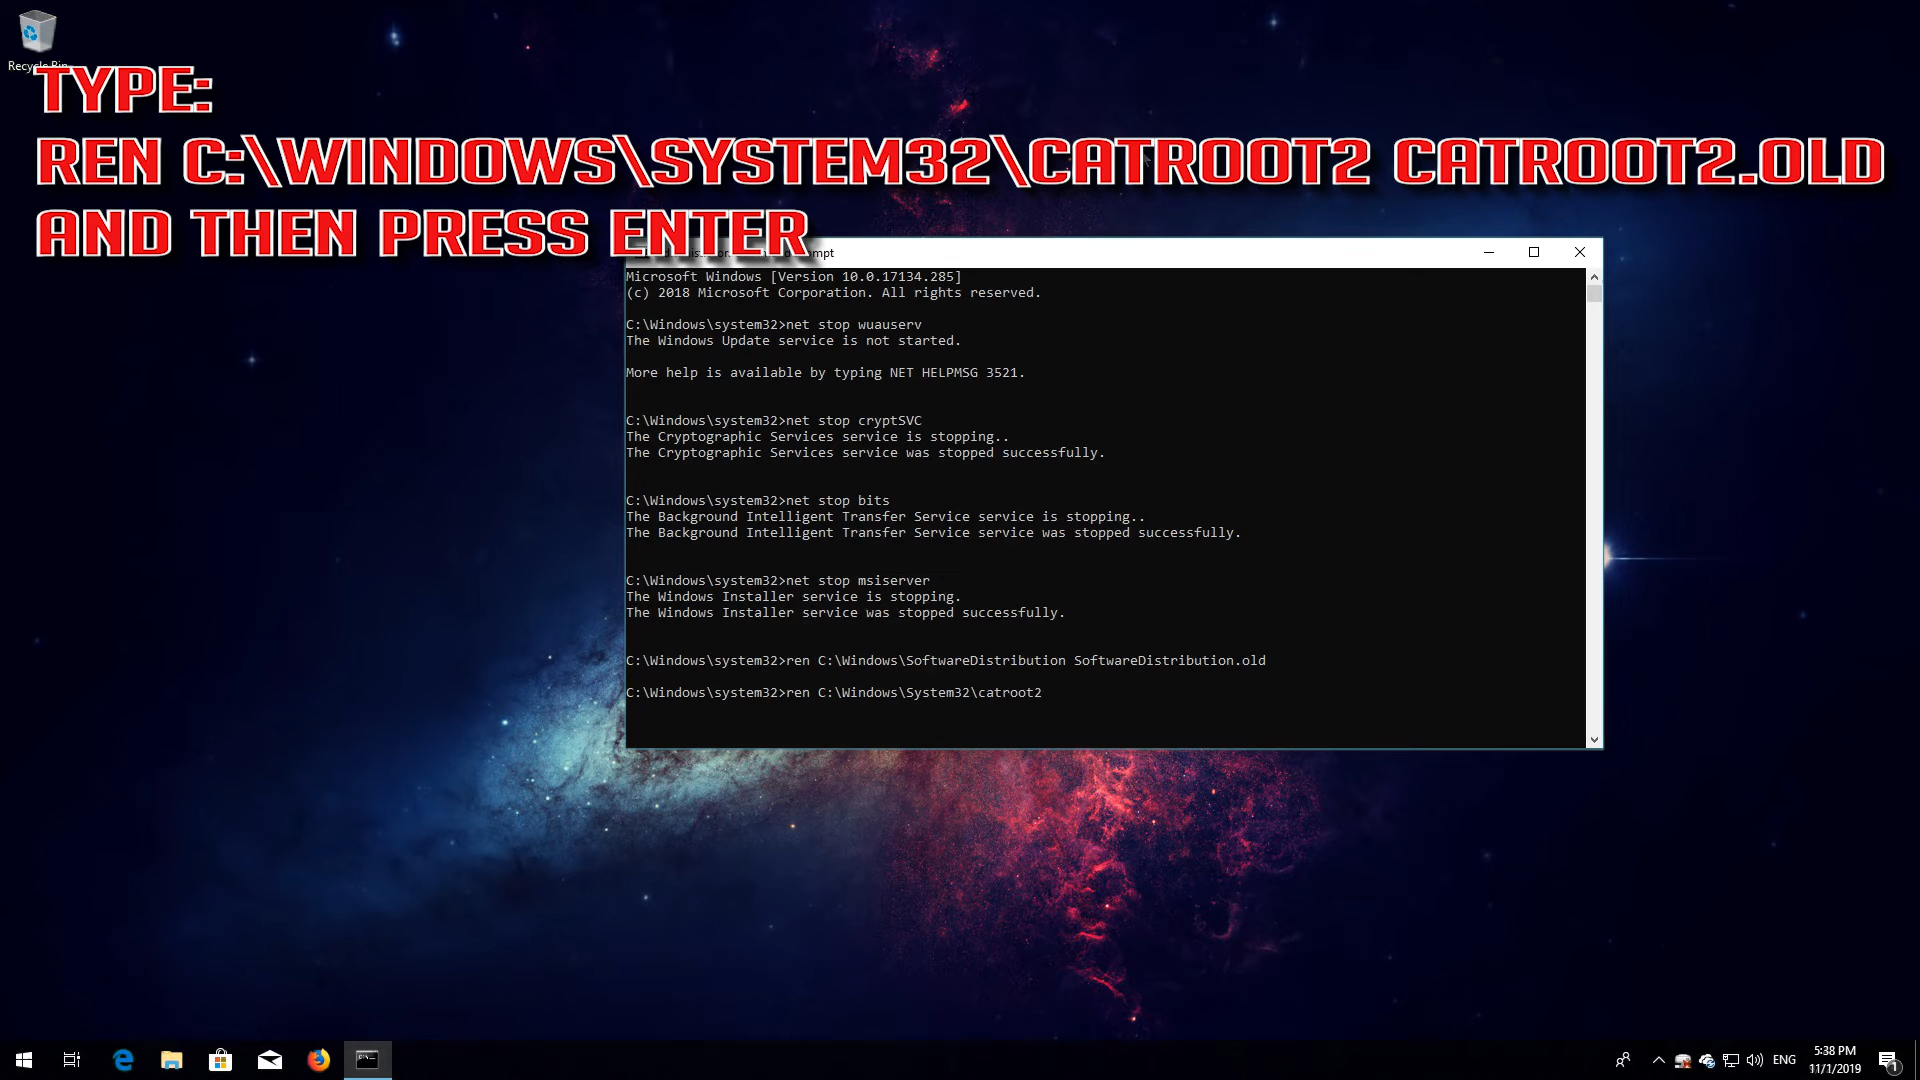 Recycle Bin
TYPE:
REN C:\WINDOWS\SYSTEM32\CATROOT2 CATROOT2.OLD
AND THEN PRESS ENTER
Microsoft Windows [Version 10.0.17134.285]
(c) 2018 Microsoft Corporation. All rights reserved.
C:\Windows\system32>net stop wuauserv
The Windows Update service is not started.
More help is available by typing NET HELPMSG 3521.
C:\Windows\system32>net stop cryptSVC
The Cryptographic Services service is stopping..
The Cryptographic Services service was stopped successfully.
C:\Windows\system32>net stop bits
The Background Intelligent Transfer Service service is stopping..
The Background Intelligent Transfer Service service was stopped successfully.
C:\Windows\system32>net stop msiserver
The Windows Installer service is stopping.
The Windows Installer service was stopped successfully.
C:\Windows\system32>ren C:\Windows\SoftwareDistribution SoftwareDistribution.old
C:\Windows\system32>ren C:\Windows\System32\catroot2
ENG
5:38 PM
11/1/2019
1